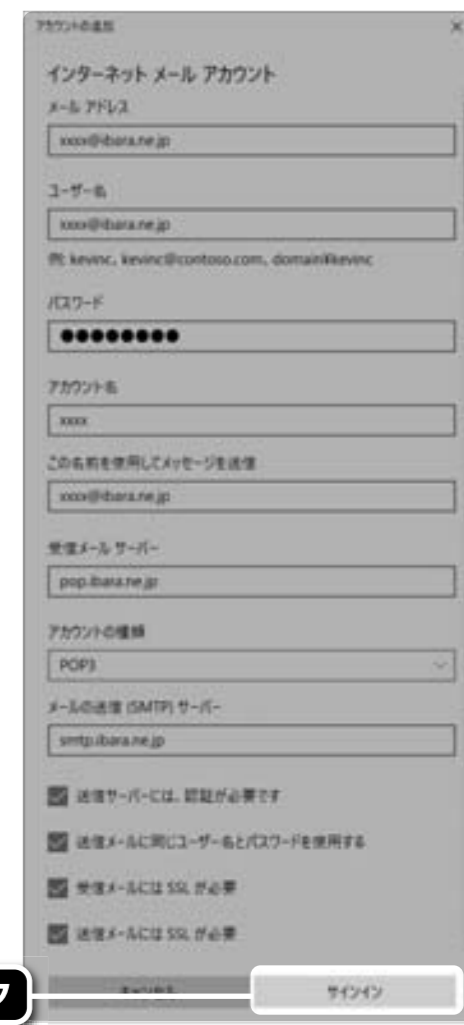 アカウントの追加
×
インターネット メール アカウント
メール アドレス
xxxx@ibara.ne.jp
ユーザー名
xxxx@ibara.ne.jp
例: kevinc、kevinc@contoso.com、domain¥kevinc
パスワード
●●●●●●●●
アカウント名
xxxx
この名前を使用してメッセージを送信
xxxx@ibara.ne.jp
受信メール サーバー
pop.ibara.ne.jp
アカウントの種類
POP3
メールの送信 (SMTP) サーバー
smtp.ibara.ne.jp
送信サーバーには、認証が必要です
送信メールに同じユーザー名とパスワードを使用する
受信メールには SSL が必要
送信メールには SSL が必要
キャンセル
サインイン